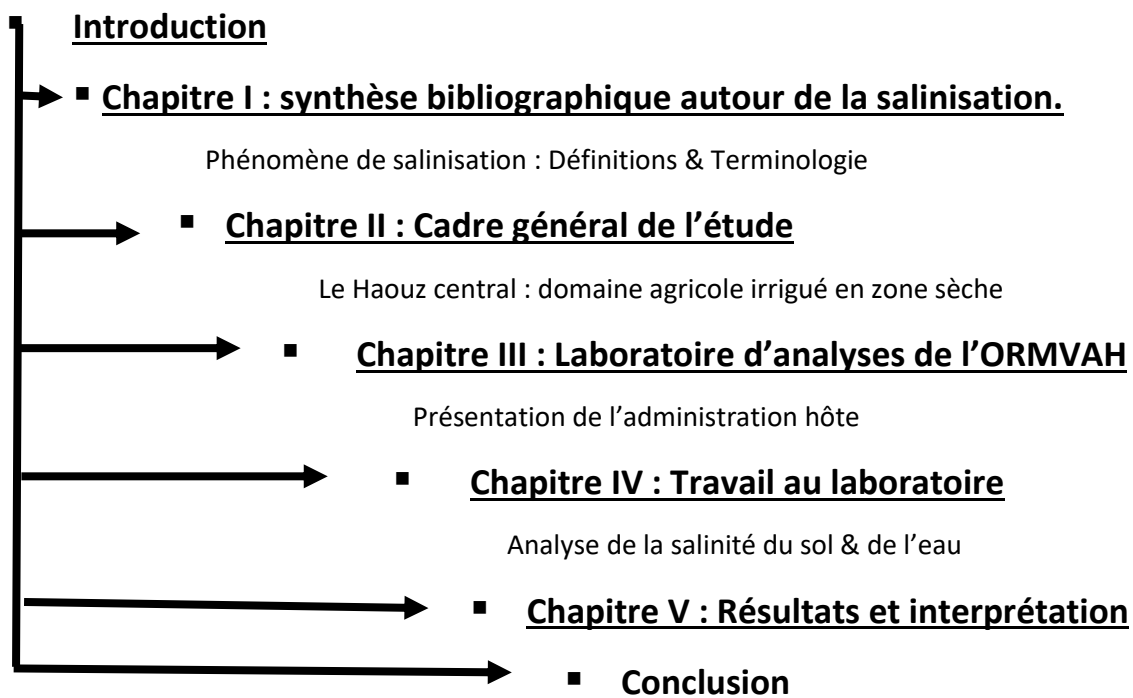 ▪ Introduction
▪ Chapitre I : synthèse bibliographique autour de la salinisation.
Phénomène de salinisation : Définitions & Terminologie
▪ Chapitre II : Cadre général de l’étude
Le Haouz central : domaine agricole irrigué en zone sèche
▪ Chapitre III : Laboratoire d’analyses de l’ORMVAH
Présentation de l’administration hôte
▪ Chapitre IV : Travail au laboratoire
Analyse de la salinité du sol & de l’eau
▪ Chapitre V : Résultats et interprétation
▪ Conclusion